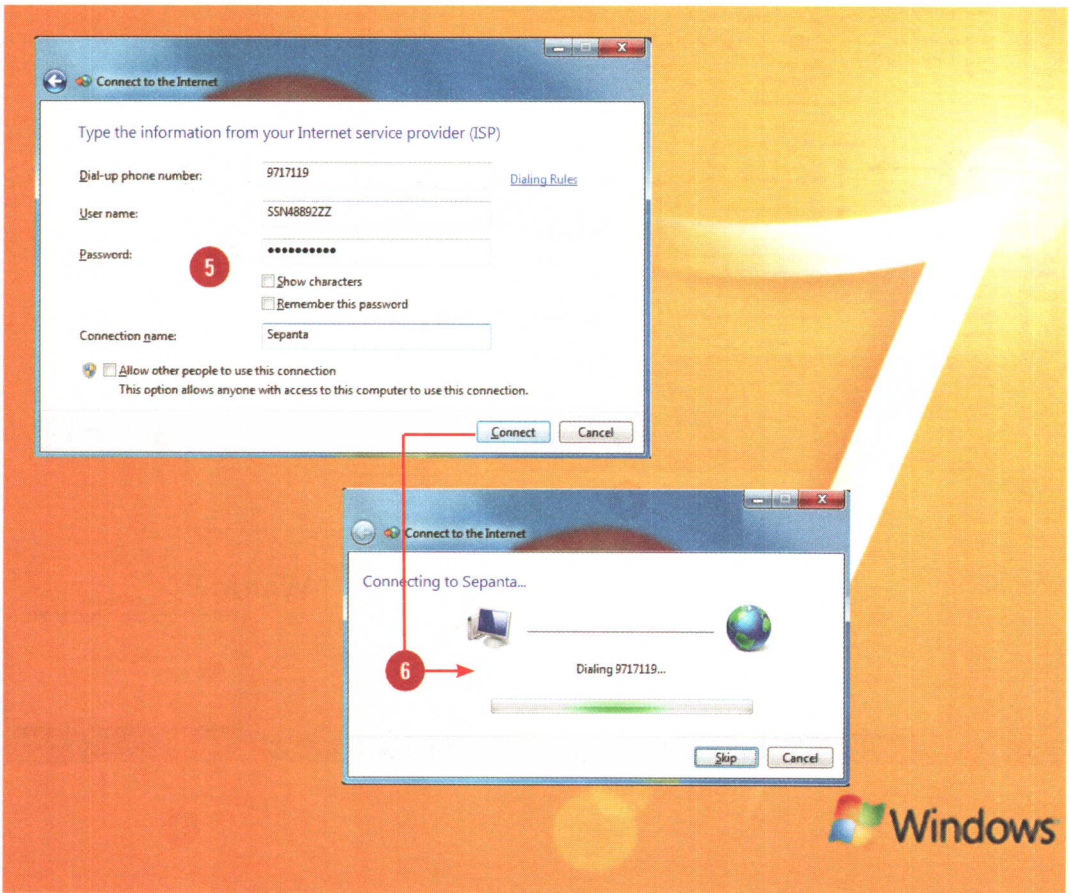 Connect to the Internet
Type the information from your Internet service provider (ISP)
Dial-up phone number: 9717119 Dialing Rules
User name: 5SN48892ZZ
Password: ••••••••••
5
Show characters
Remember this password
Connection name: Sepanta
Allow other people to use this connection
This option allows anyone with access to this computer to use this connection.
Connect Cancel
Connect to the Internet
Connecting to Sepanta...
6
Dialing 9717119...
Skip Cancel
7
Windows